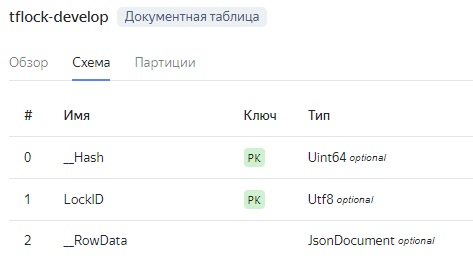 tflock-develop Документная таблица
Обзор Схема Партиции
# Имя Ключ Тип
0 __Hash PK Uint64 optional
1 LockID PK Utf8 optional
2 __RowData JsonDocument optional